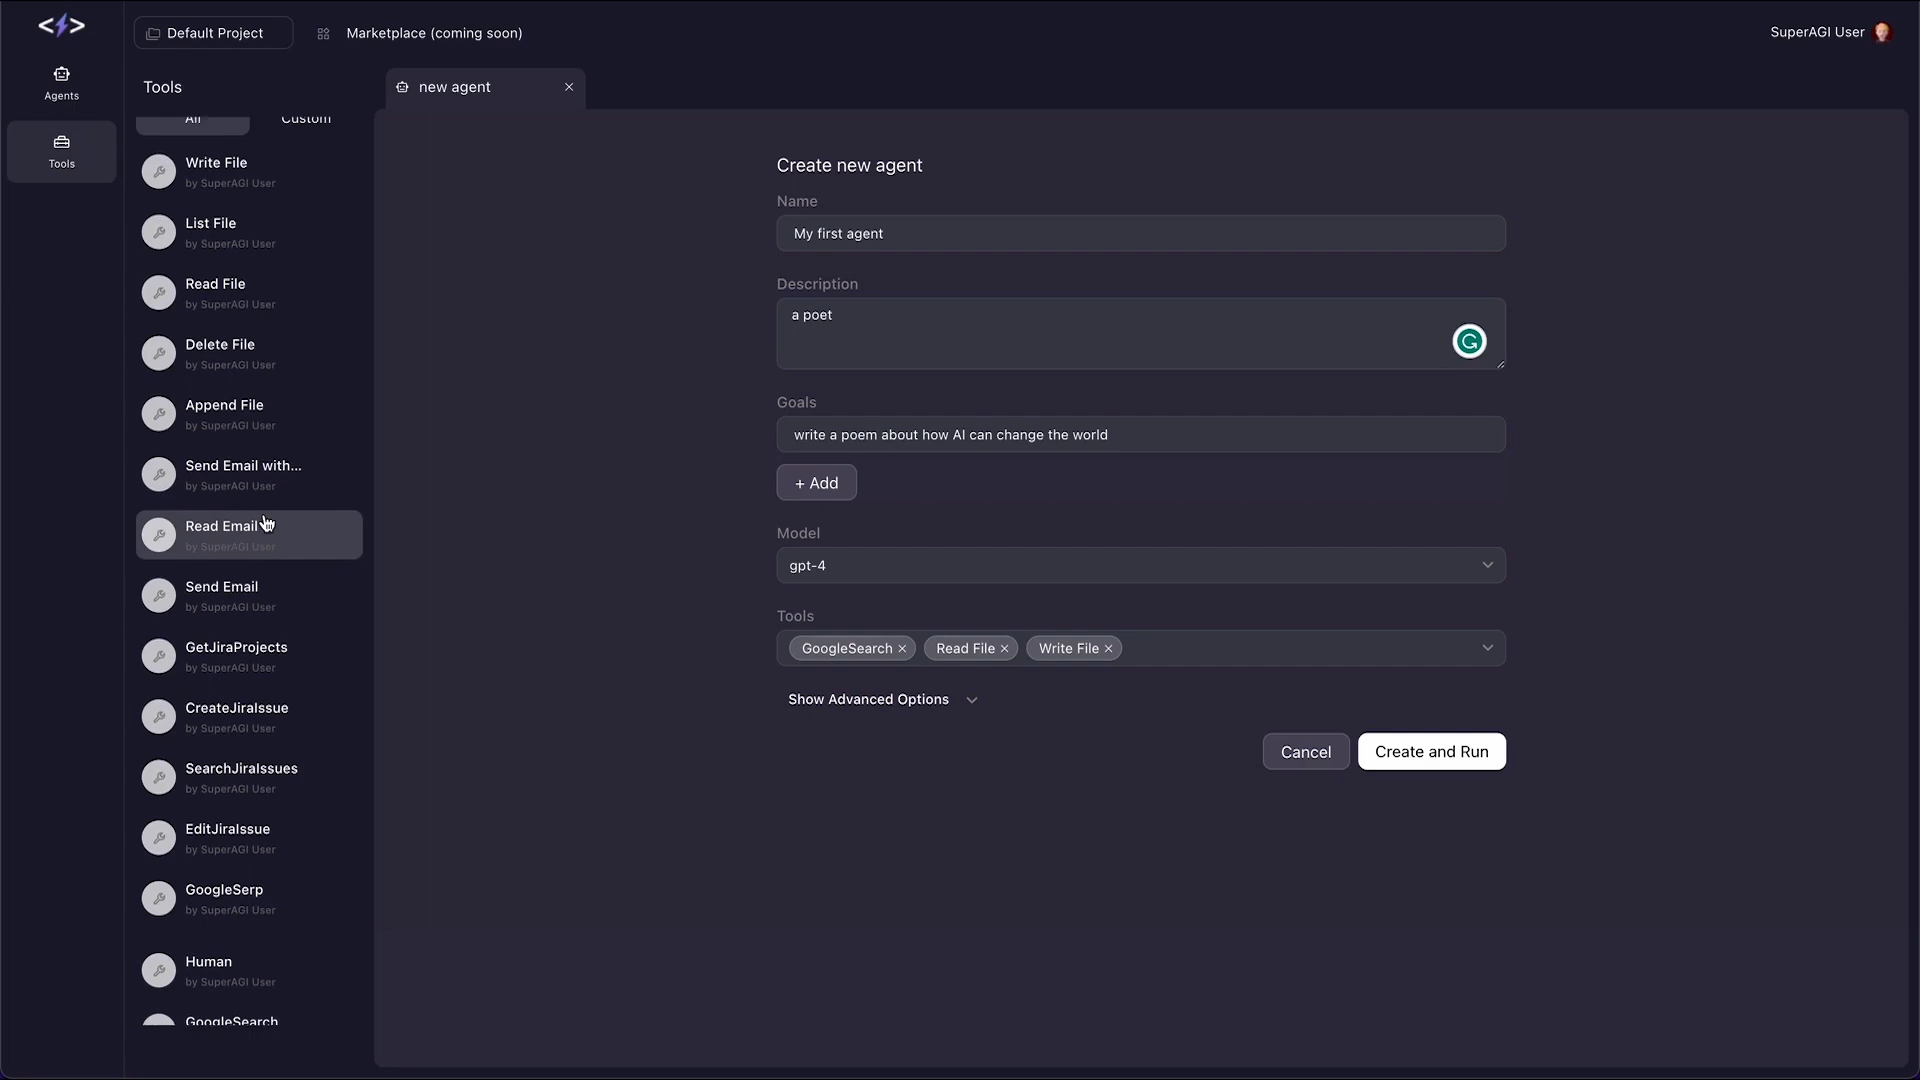 Default Project
Marketplace (coming soon)
SuperAGI User
Agents
Tools
Tools
All
Custom
Write File
by SuperAGI User
List File
by SuperAGI User
Read File
by SuperAGI User
Delete File
by SuperAGI User
Append File
by SuperAGI User
Send Email with...
by SuperAGI User
Read Email
by SuperAGI User
Send Email
by SuperAGI User
GetJiraProjects
by SuperAGI User
CreateJiraIssue
by SuperAGI User
SearchJiraIssues
by SuperAGI User
EditJiraIssue
by SuperAGI User
GoogleSerp
by SuperAGI User
Human
by SuperAGI User
GoogleSearch
new agent
Create new agent
Name
My first agent
Description
a poet
Goals
write a poem about how AI can change the world
+ Add
Model
gpt-4
Tools
GoogleSearch × Read File × Write File ×
Show Advanced Options
Cancel
Create and Run